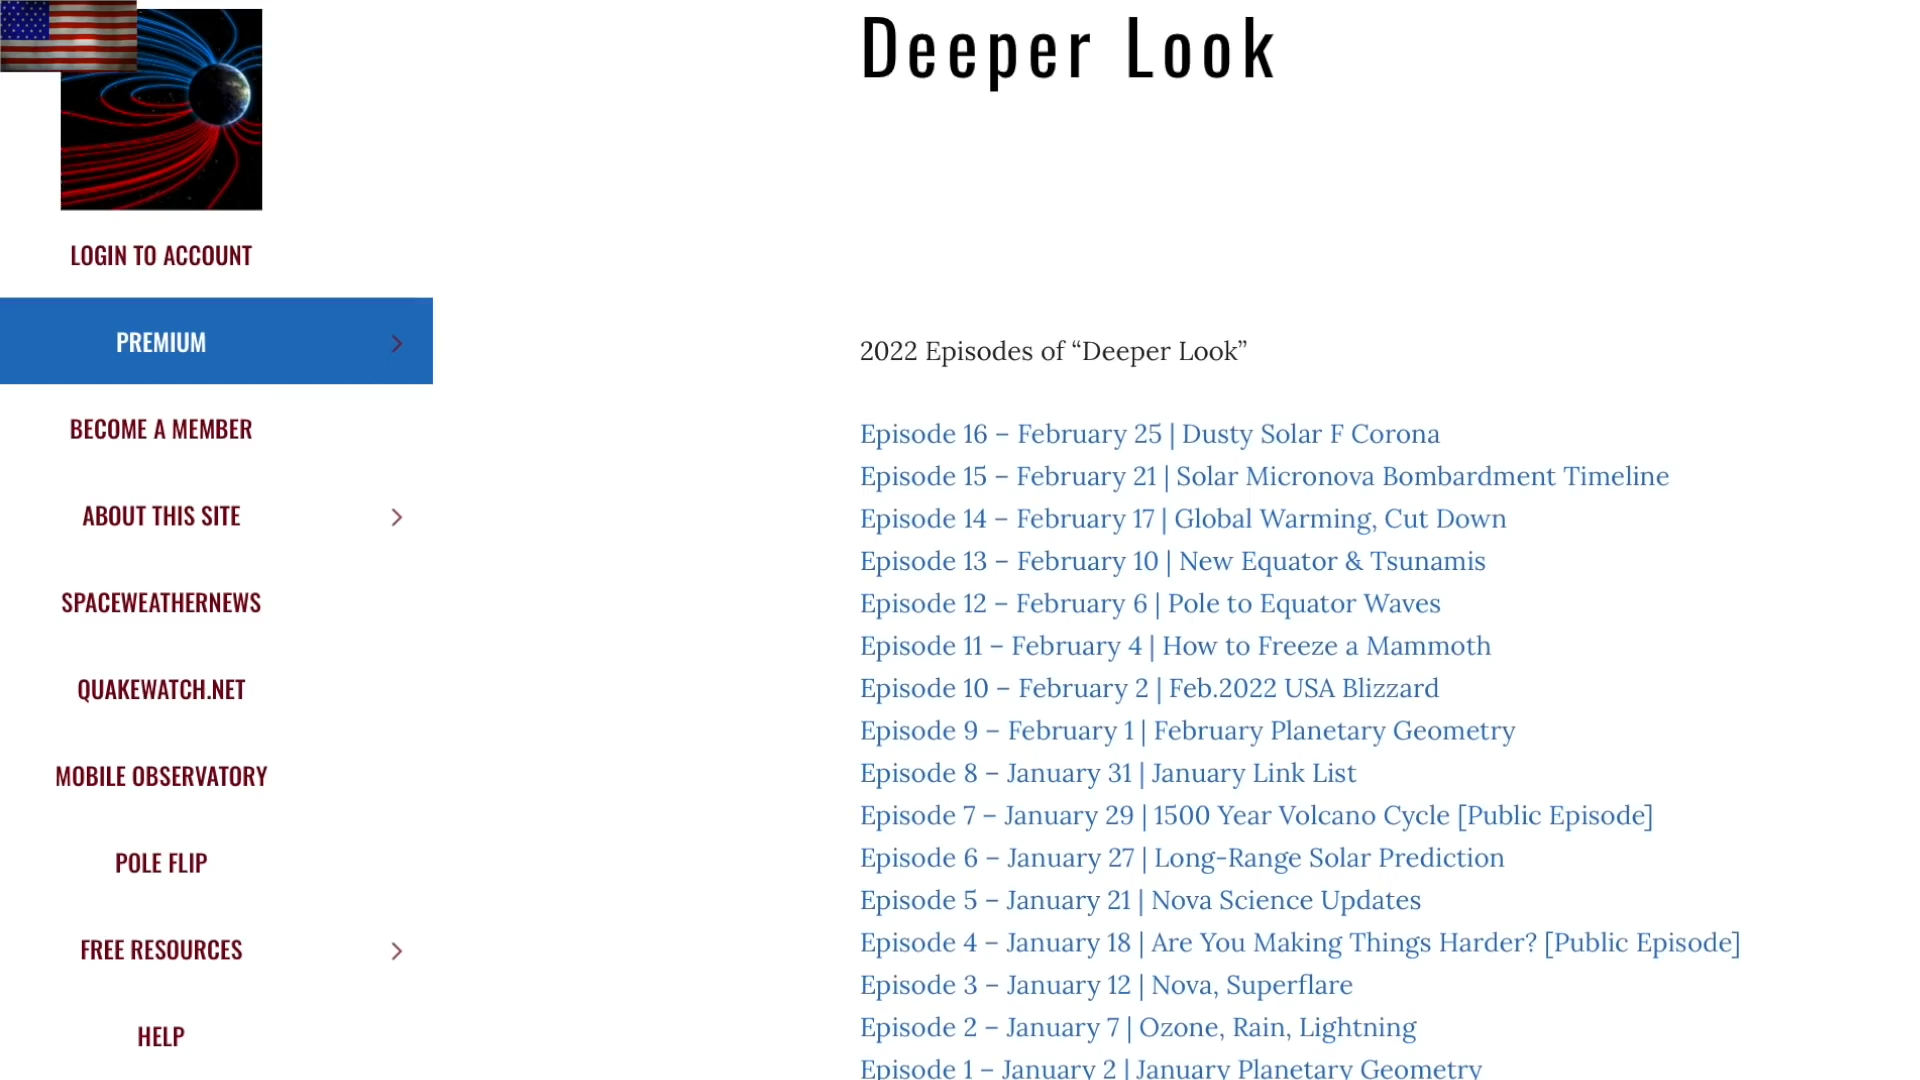 Deeper Look
LOGIN TO ACCOUNT
PREMIUM
BECOME A MEMBER
ABOUT THIS SITE
SPACEWEATHERNEWS
QUAKEWATCH.NET
MOBILE OBSERVATORY
POLE FLIP
FREE RESOURCES
HELP
2022 Episodes of “Deeper Look”
Episode 16 – February 25 | Dusty Solar F Corona
Episode 15 – February 21 | Solar Micronova Bombardment Timeline
Episode 14 – February 17 | Global Warming, Cut Down
Episode 13 – February 10 | New Equator & Tsunamis
Episode 12 – February 6 | Pole to Equator Waves
Episode 11 – February 4 | How to Freeze a Mammoth
Episode 10 – February 2 | Feb.2022 USA Blizzard
Episode 9 – February 1 | February Planetary Geometry
Episode 8 – January 31 | January Link List
Episode 7 – January 29 | 1500 Year Volcano Cycle [Public Episode]
Episode 6 – January 27 | Long-Range Solar Prediction
Episode 5 – January 21 | Nova Science Updates
Episode 4 – January 18 | Are You Making Things Harder? [Public Episode]
Episode 3 – January 12 | Nova, Superflare
Episode 2 – January 7 | Ozone, Rain, Lightning
Episode 1 – January 2 | January Planetary Geometry